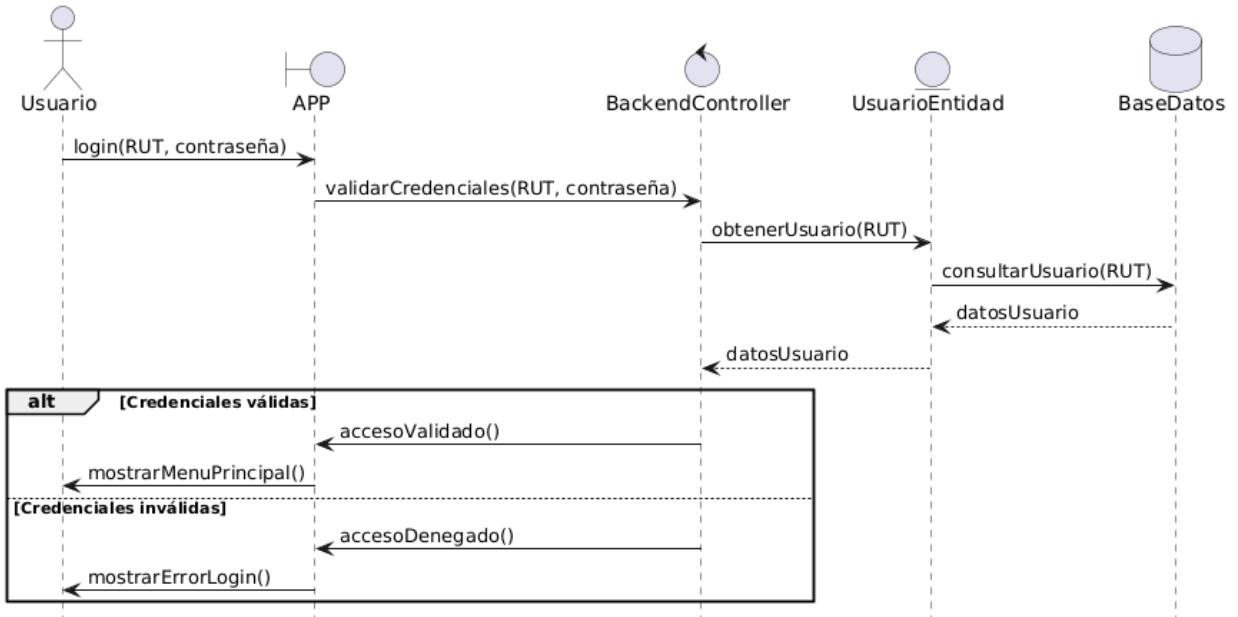 Usuario
APP
BackendController
UsuarioEntidad
BaseDatos
login(RUT, contraseña)
validarCredenciales(RUT, contraseña)
obtenerUsuario(RUT)
consultarUsuario(RUT)
datosUsuario
datosUsuario
alt [Credenciales válidas]
accesoValidado()
mostrarMenuPrincipal()
[Credenciales inválidas]
accesoDenegado()
mostrarErrorLogin()